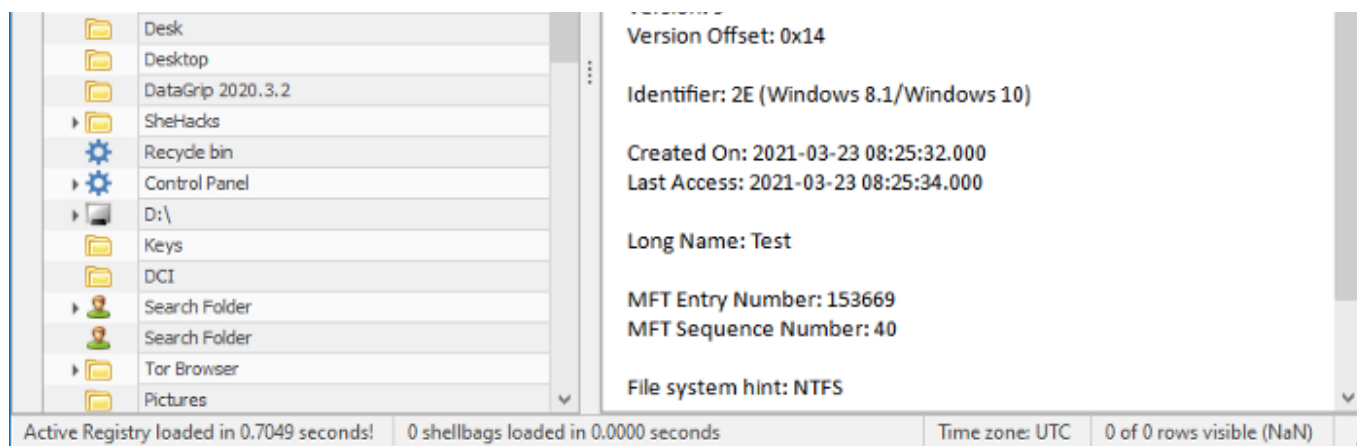 Desk
Desktop
DataGrip 2020.3.2
SheHacks
Recycle bin
Control Panel
D:\
Keys
DCI
Search Folder
Search Folder
Tor Browser
Pictures
Version Offset: 0x14
Identifier: 2E (Windows 8.1/Windows 10)
Created On: 2021-03-23 08:25:32.000
Last Access: 2021-03-23 08:25:34.000
Long Name: Test
MFT Entry Number: 153669
MFT Sequence Number: 40
File system hint: NTFS
Active Registry loaded in 0.7049 seconds!
0 shellbags loaded in 0.0000 seconds
Time zone: UTC
0 of 0 rows visible (NaN)